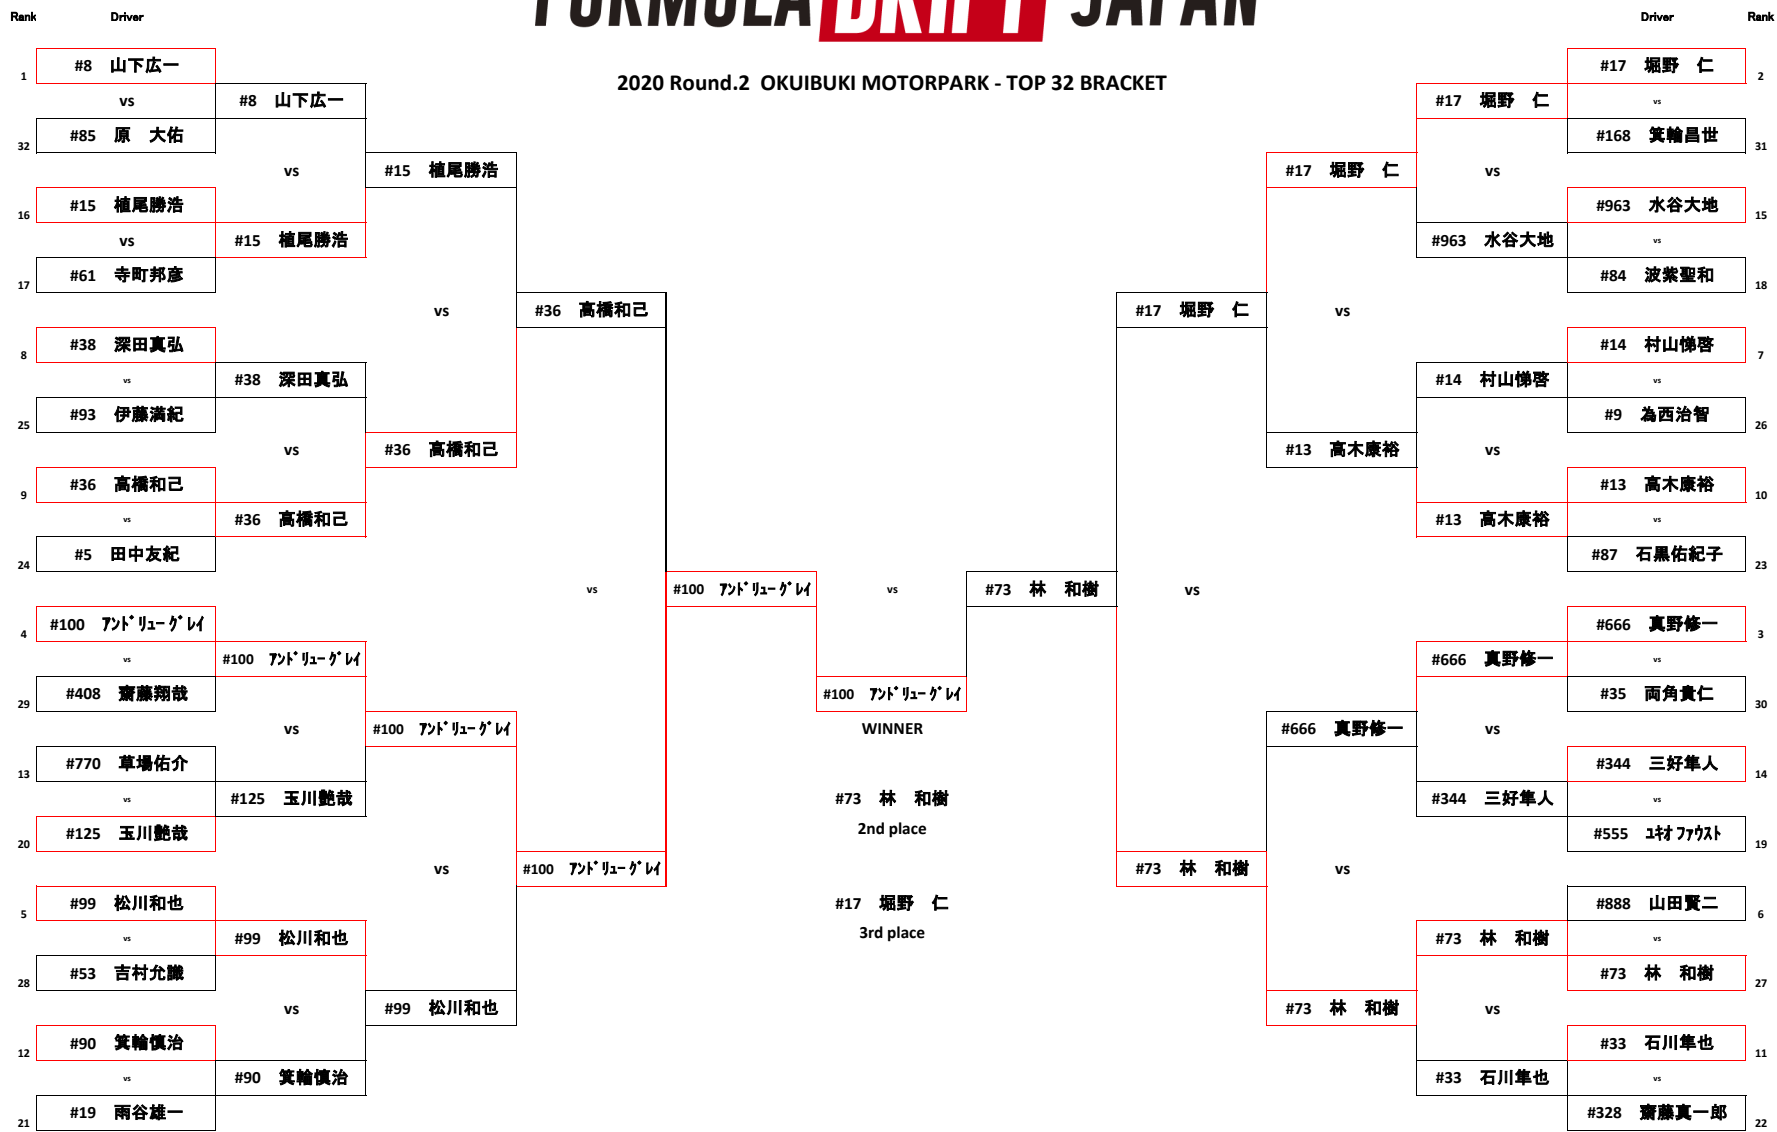 FORMULA DRIFT JAPAN
Rank Driver
Driver Rank
2020 Round.2 OKUIBUKI MOTORPARK - TOP 32 BRACKET
1 #8 山下広一
vs
32 #85 原 大佑
16 #15 植尾勝浩
vs
17 #61 寺町邦彦
8 #38 深田真弘
vs
25 #93 伊藤満紀
9 #36 高橋和己
vs
24 #5 田中友紀
4 #100 ｱﾝﾄﾞﾘｭｰ ｸﾞﾚｲ
vs
29 #408 齋藤翔哉
13 #770 草場佑介
vs
20 #125 玉川艶哉
5 #99 松川和也
vs
28 #53 吉村允識
12 #90 箕輪慎治
vs
21 #19 雨谷雄一
#8 山下広一
vs
#15 植尾勝浩
#38 深田真弘
vs
#36 高橋和己
#100 ｱﾝﾄﾞﾘｭｰ ｸﾞﾚｲ
vs
#125 玉川艶哉
#99 松川和也
vs
#90 箕輪慎治
#15 植尾勝浩
vs
#36 高橋和己
#100 ｱﾝﾄﾞﾘｭｰ ｸﾞﾚｲ
vs
#99 松川和也
#36 高橋和己
vs
#100 ｱﾝﾄﾞﾘｭｰ ｸﾞﾚｲ
#100 ｱﾝﾄﾞﾘｭｰ ｸﾞﾚｲ
vs
#73 林 和樹
#100 ｱﾝﾄﾞﾘｭｰ ｸﾞﾚｲ
WINNER
#73 林 和樹
2nd place
#17 堀野 仁
3rd place
#17 堀野 仁
vs
#73 林 和樹
#17 堀野 仁
vs
#13 高木康裕
#666 真野修一
vs
#73 林 和樹
#17 堀野 仁
vs
#963 水谷大地
#14 村山悌啓
vs
#13 高木康裕
#666 真野修一
vs
#344 三好隼人
#73 林 和樹
vs
#33 石川隼也
#17 堀野 仁 2
vs
#168 箕輪昌世 31
#963 水谷大地 15
vs
#84 波紫聖和 18
#14 村山悌啓 7
vs
#9 為西治智 26
#13 高木康裕 10
vs
#87 石黒佑紀子 23
#666 真野修一 3
vs
#35 両角貴仁 30
#344 三好隼人 14
vs
#555 ﾕｷｵ ﾌｧｳｽﾄ 19
#888 山田賢二 6
vs
#73 林 和樹 27
#33 石川隼也 11
vs
#328 齋藤真一郎 22